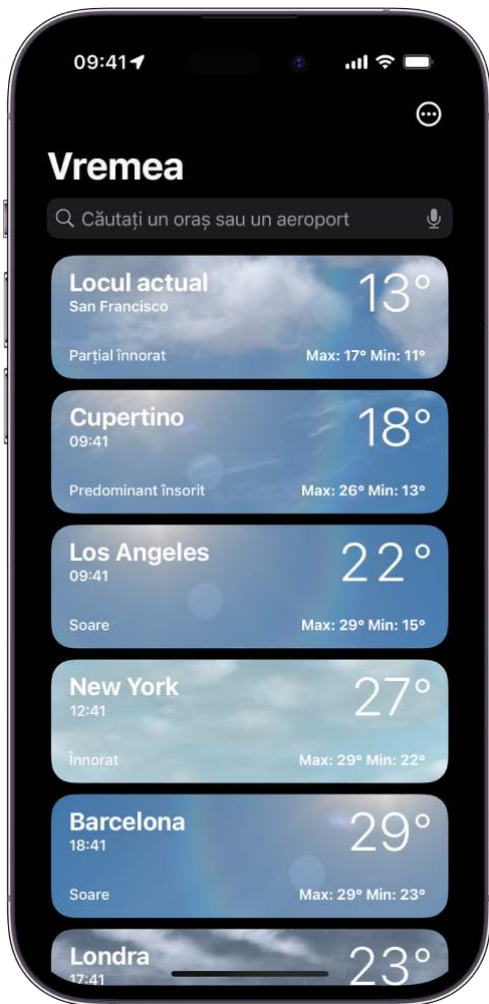 09:41
Vremea
Căutați un oraș sau un aeroport
Locul actual 13°
San Francisco
Parțial înnorat Max: 17° Min: 11°
Cupertino 18°
09:41
Predominant însorit Max: 26° Min: 13°
Los Angeles 22°
09:41
Soare Max: 29° Min: 15°
New York 27°
12:41
Înnorat Max: 29° Min: 22°
Barcelona 29°
18:41
Soare Max: 29° Min: 23°
Londra 23°
17:41